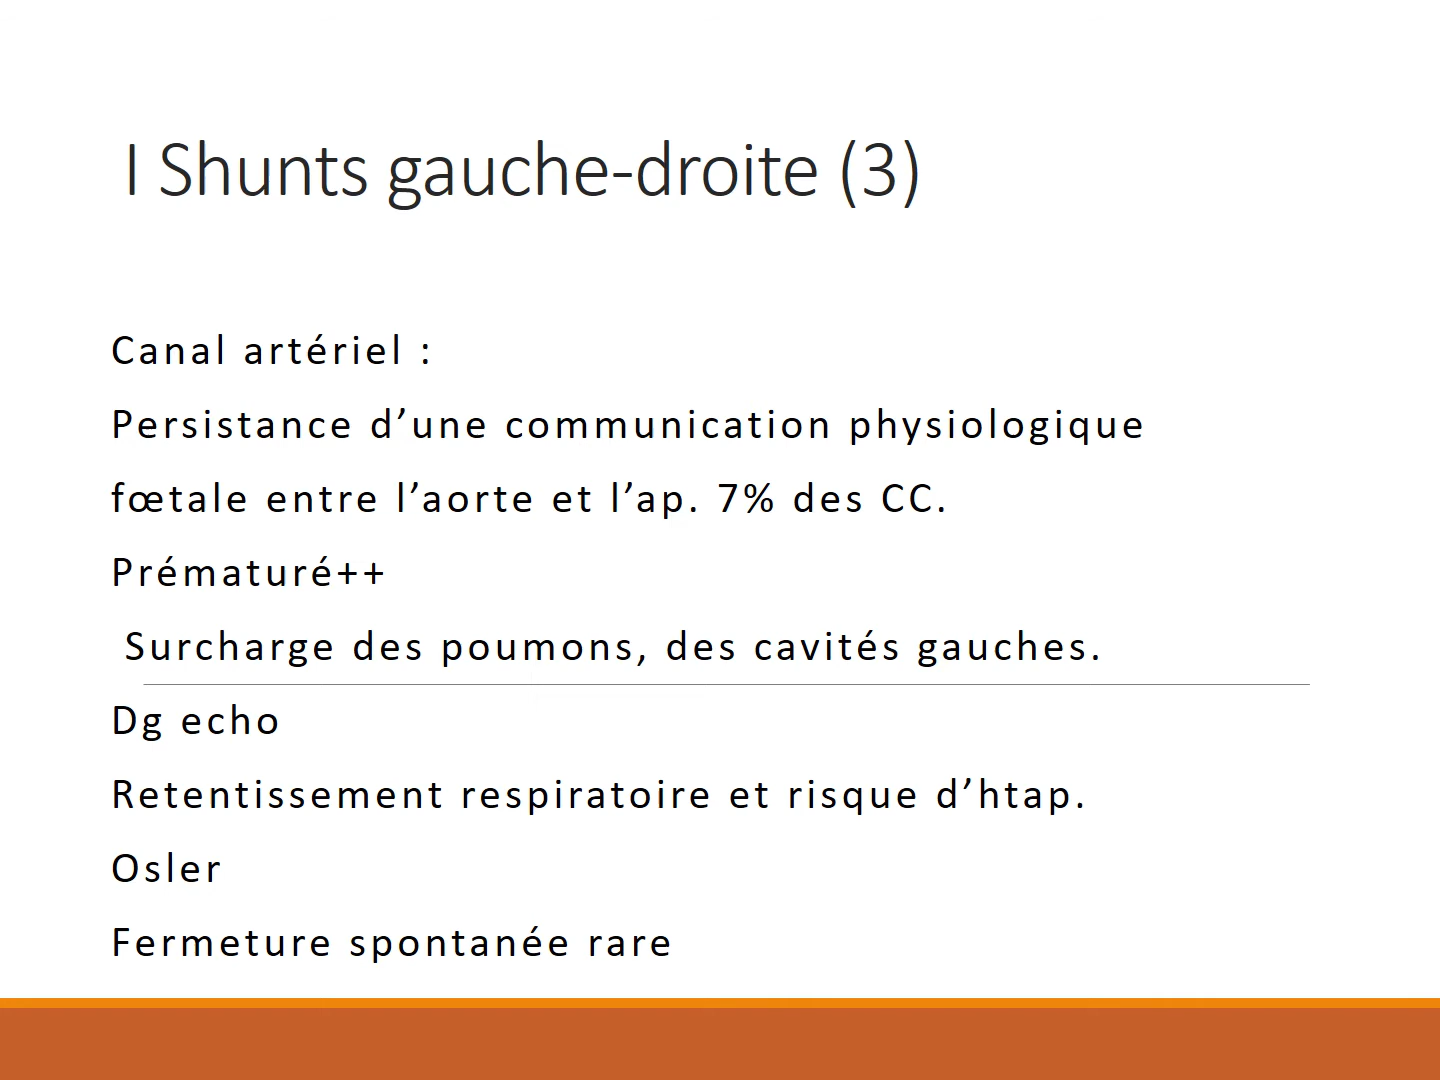 I Shunts gauche-droite (3)
Canal artériel :
Persistance d’une communication physiologique
fœtale entre l’aorte et l’ap. 7% des CC.
Prématuré++
Surcharge des poumons, des cavités gauches.
Dg echo
Retentissement respiratoire et risque d’htap.
Osler
Fermeture spontanée rare